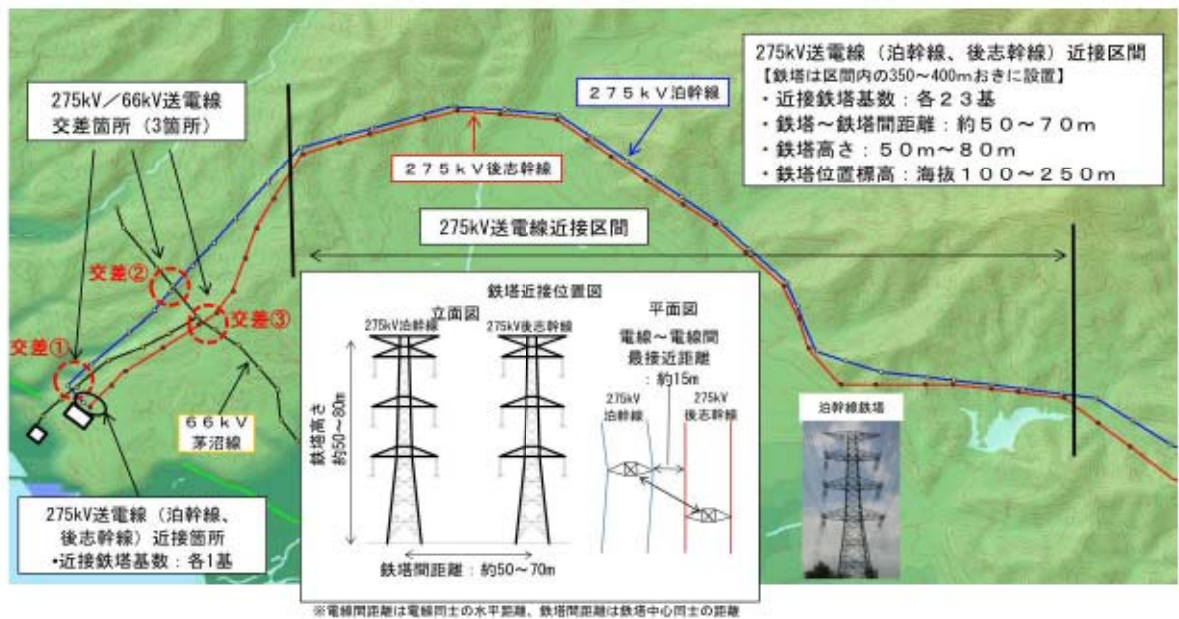 275kV/66kV送電線
交差箇所（3箇所）
275kV泊幹線
275kV後志幹線
275kV送電線（泊幹線、後志幹線）近接区間
【鉄塔は区間内の350～400mおきに設置】
・近接鉄塔基数：各23基
・鉄塔～鉄塔間距離：約50～70m
・鉄塔高さ：50m～80m
・鉄塔位置標高：海抜100～250m
275kV送電線近接区間
交差②
交差③
交差①
66kV
茅沼線
275kV送電線（泊幹線、
後志幹線）近接箇所
•近接鉄塔基数：各1基
鉄塔近接位置図
立面図
275kV泊幹線
275kV後志幹線
鉄塔高さ
約50～80m
鉄塔間距離：約50～70m
平面図
電線～電線間
最接近距離
：約15m
275kV
泊幹線
275kV
後志幹線
泊幹線鉄塔
※電線間距離は電線同士の水平距離、鉄塔間距離は鉄塔中心同士の距離